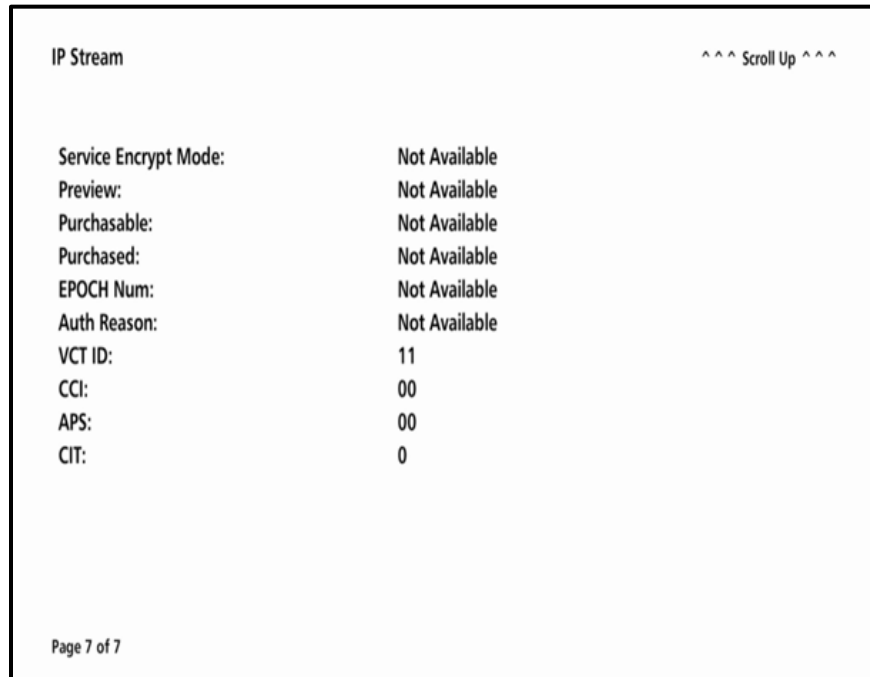 IP Stream ^ ^ ^ Scroll Up ^ ^ ^
Service Encrypt Mode: Not Available
Preview: Not Available
Purchasable: Not Available
Purchased: Not Available
EPOCH Num: Not Available
Auth Reason: Not Available
VCT ID: 11
CCI: 00
APS: 00
CIT: 0
Page 7 of 7